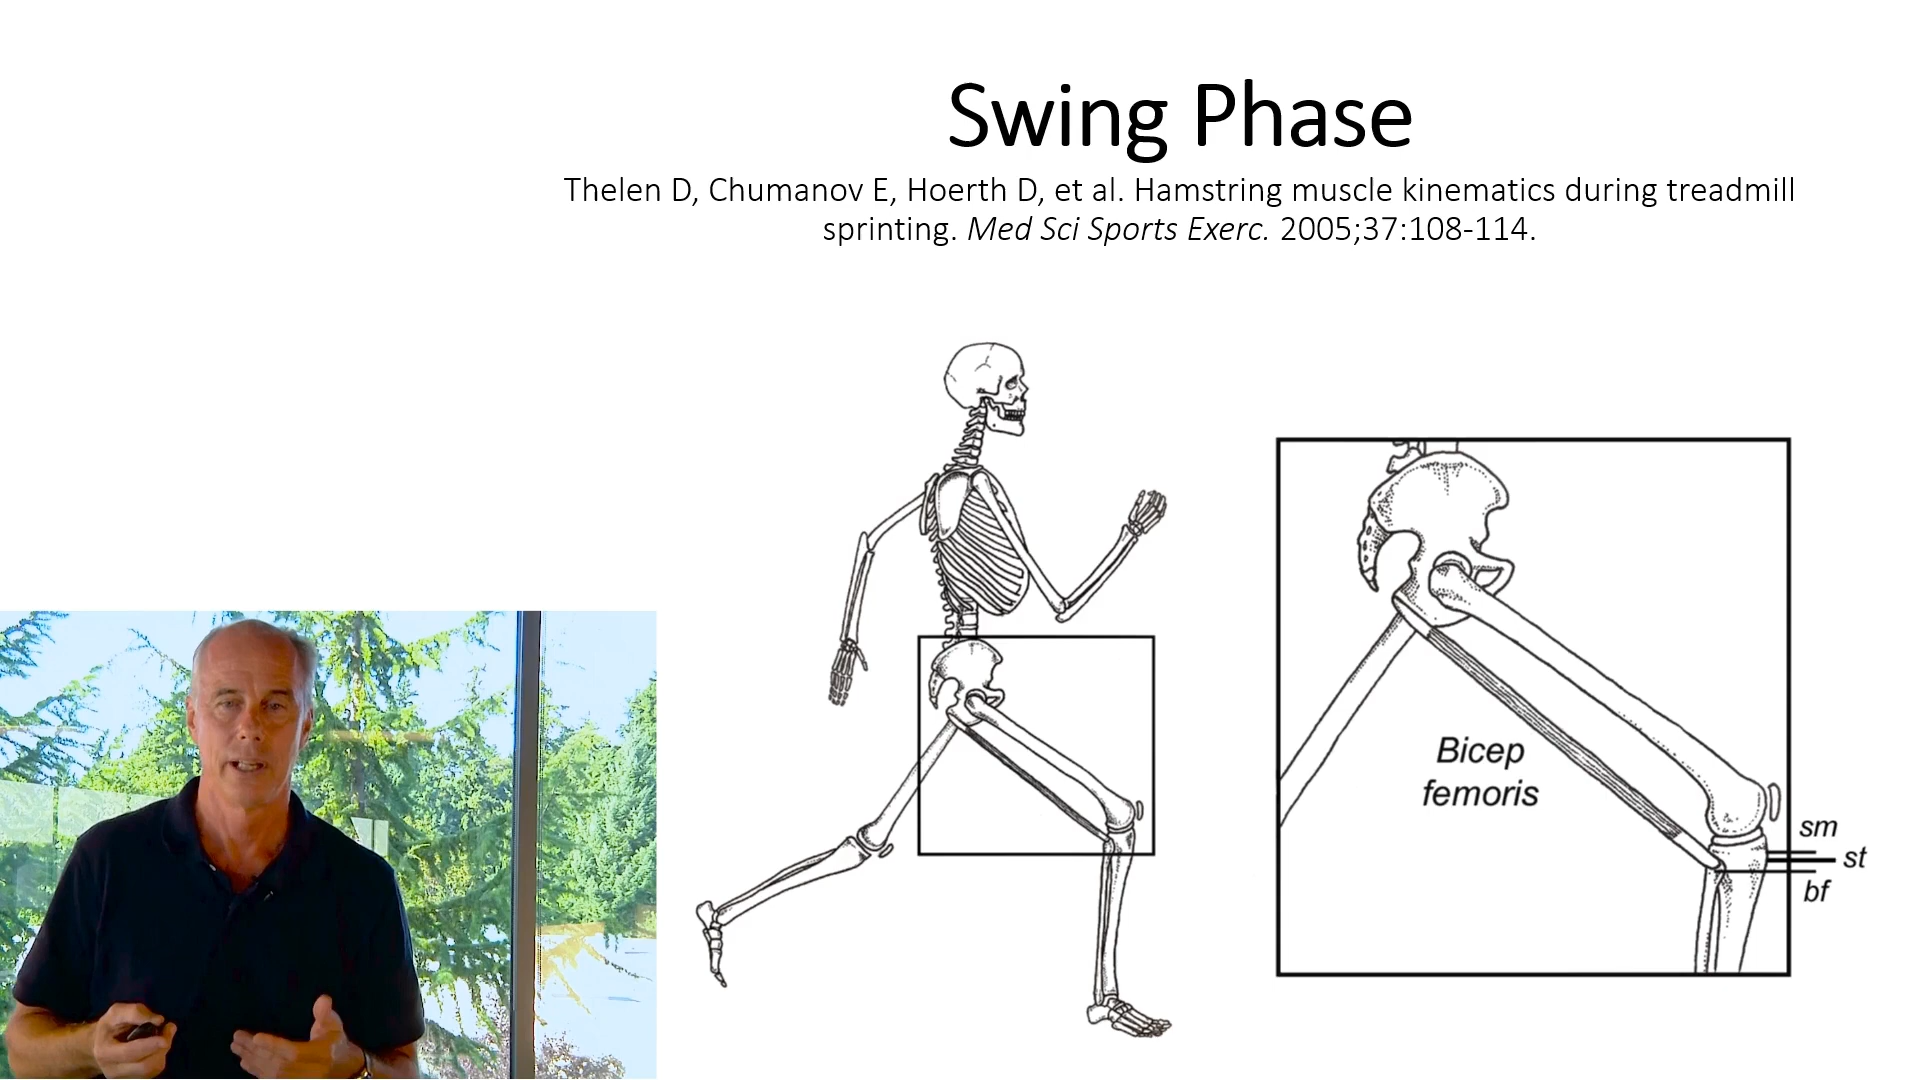 Swing Phase
Thelen D, Chumanov E, Hoerth D, et al. Hamstring muscle kinematics during treadmill
sprinting. Med Sci Sports Exerc. 2005;37:108-114.
Bicep
femoris
sm
st
bf